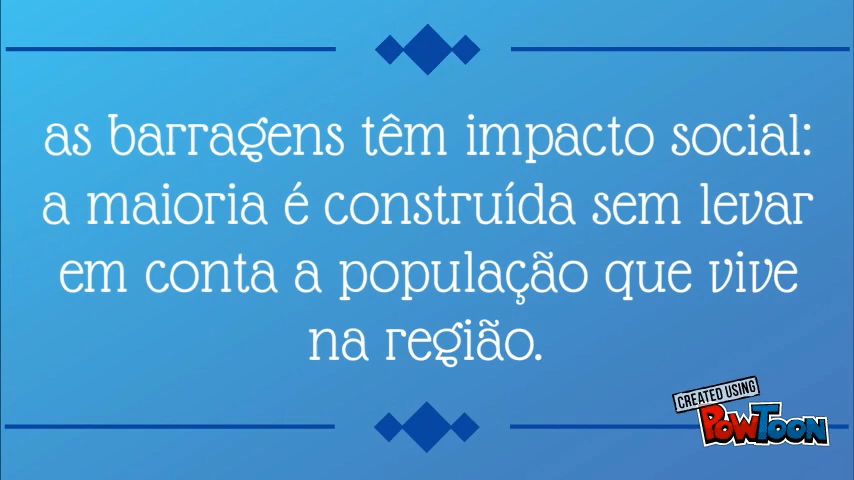 as barragens têm impacto social:
a maioria é construída sem levar
em conta a população que vive
na região.
CREATED USING
POWTOON